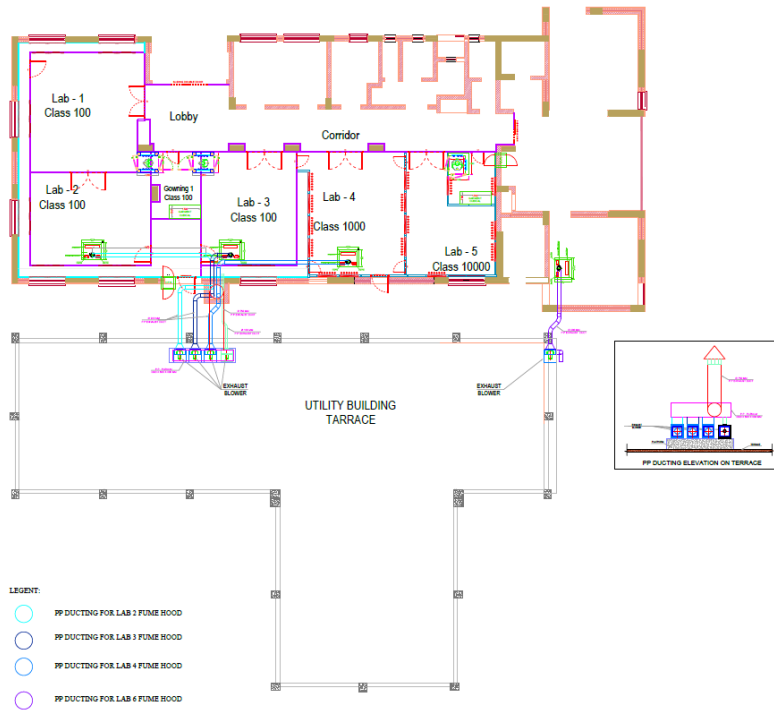 Lab - 1
Class 100
Lobby
Corridor
Lab - 2
Class 100
Gowning 1
Class 100
Lab - 3
Class 100
Lab - 4
Class 1000
Lab - 5
Class 10000
EXHAUST
BLOWER
EXHAUST
BLOWER
UTILITY BUILDING
TARRACE
PP DUCTING ELEVATION ON TERRACE
LEGENT:
PP DUCTING FOR LAB 2 FUME HOOD
PP DUCTING FOR LAB 3 FUME HOOD
PP DUCTING FOR LAB 4 FUME HOOD
PP DUCTING FOR LAB 6 FUME HOOD